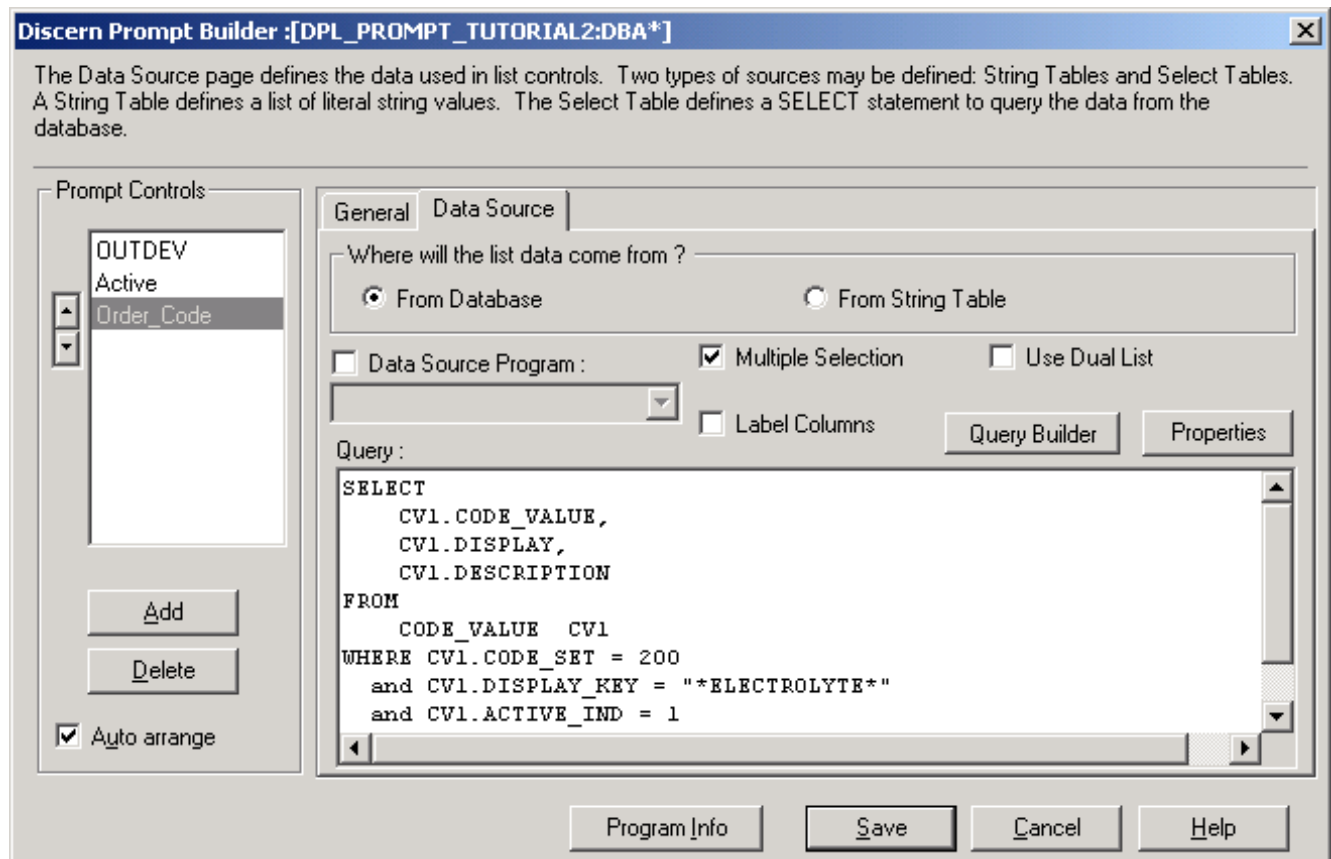 Discern Prompt Builder :[DPL_PROMPT_TUTORIAL2:DBA*]
The Data Source page defines the data used in list controls.  Two types of sources may be defined: String Tables and Select Tables.
A String Table defines a list of literal string values.  The Select Table defines a SELECT statement to query the data from the
database.
Prompt Controls
OUTDEV
Active
Order_Code
Add
Delete
Auto arrange
General
Data Source
Where will the list data come from ?
From Database
From String Table
Data Source Program :
Multiple Selection
Use Dual List
Label Columns
Query Builder
Properties
Query :
SELECT
    CV1.CODE_VALUE,
    CV1.DISPLAY,
    CV1.DESCRIPTION
FROM
    CODE_VALUE  CV1
WHERE CV1.CODE_SET = 200
  and CV1.DISPLAY_KEY = "*ELECTROLYTE*"
  and CV1.ACTIVE_IND = 1
Program Info
Save
Cancel
Help